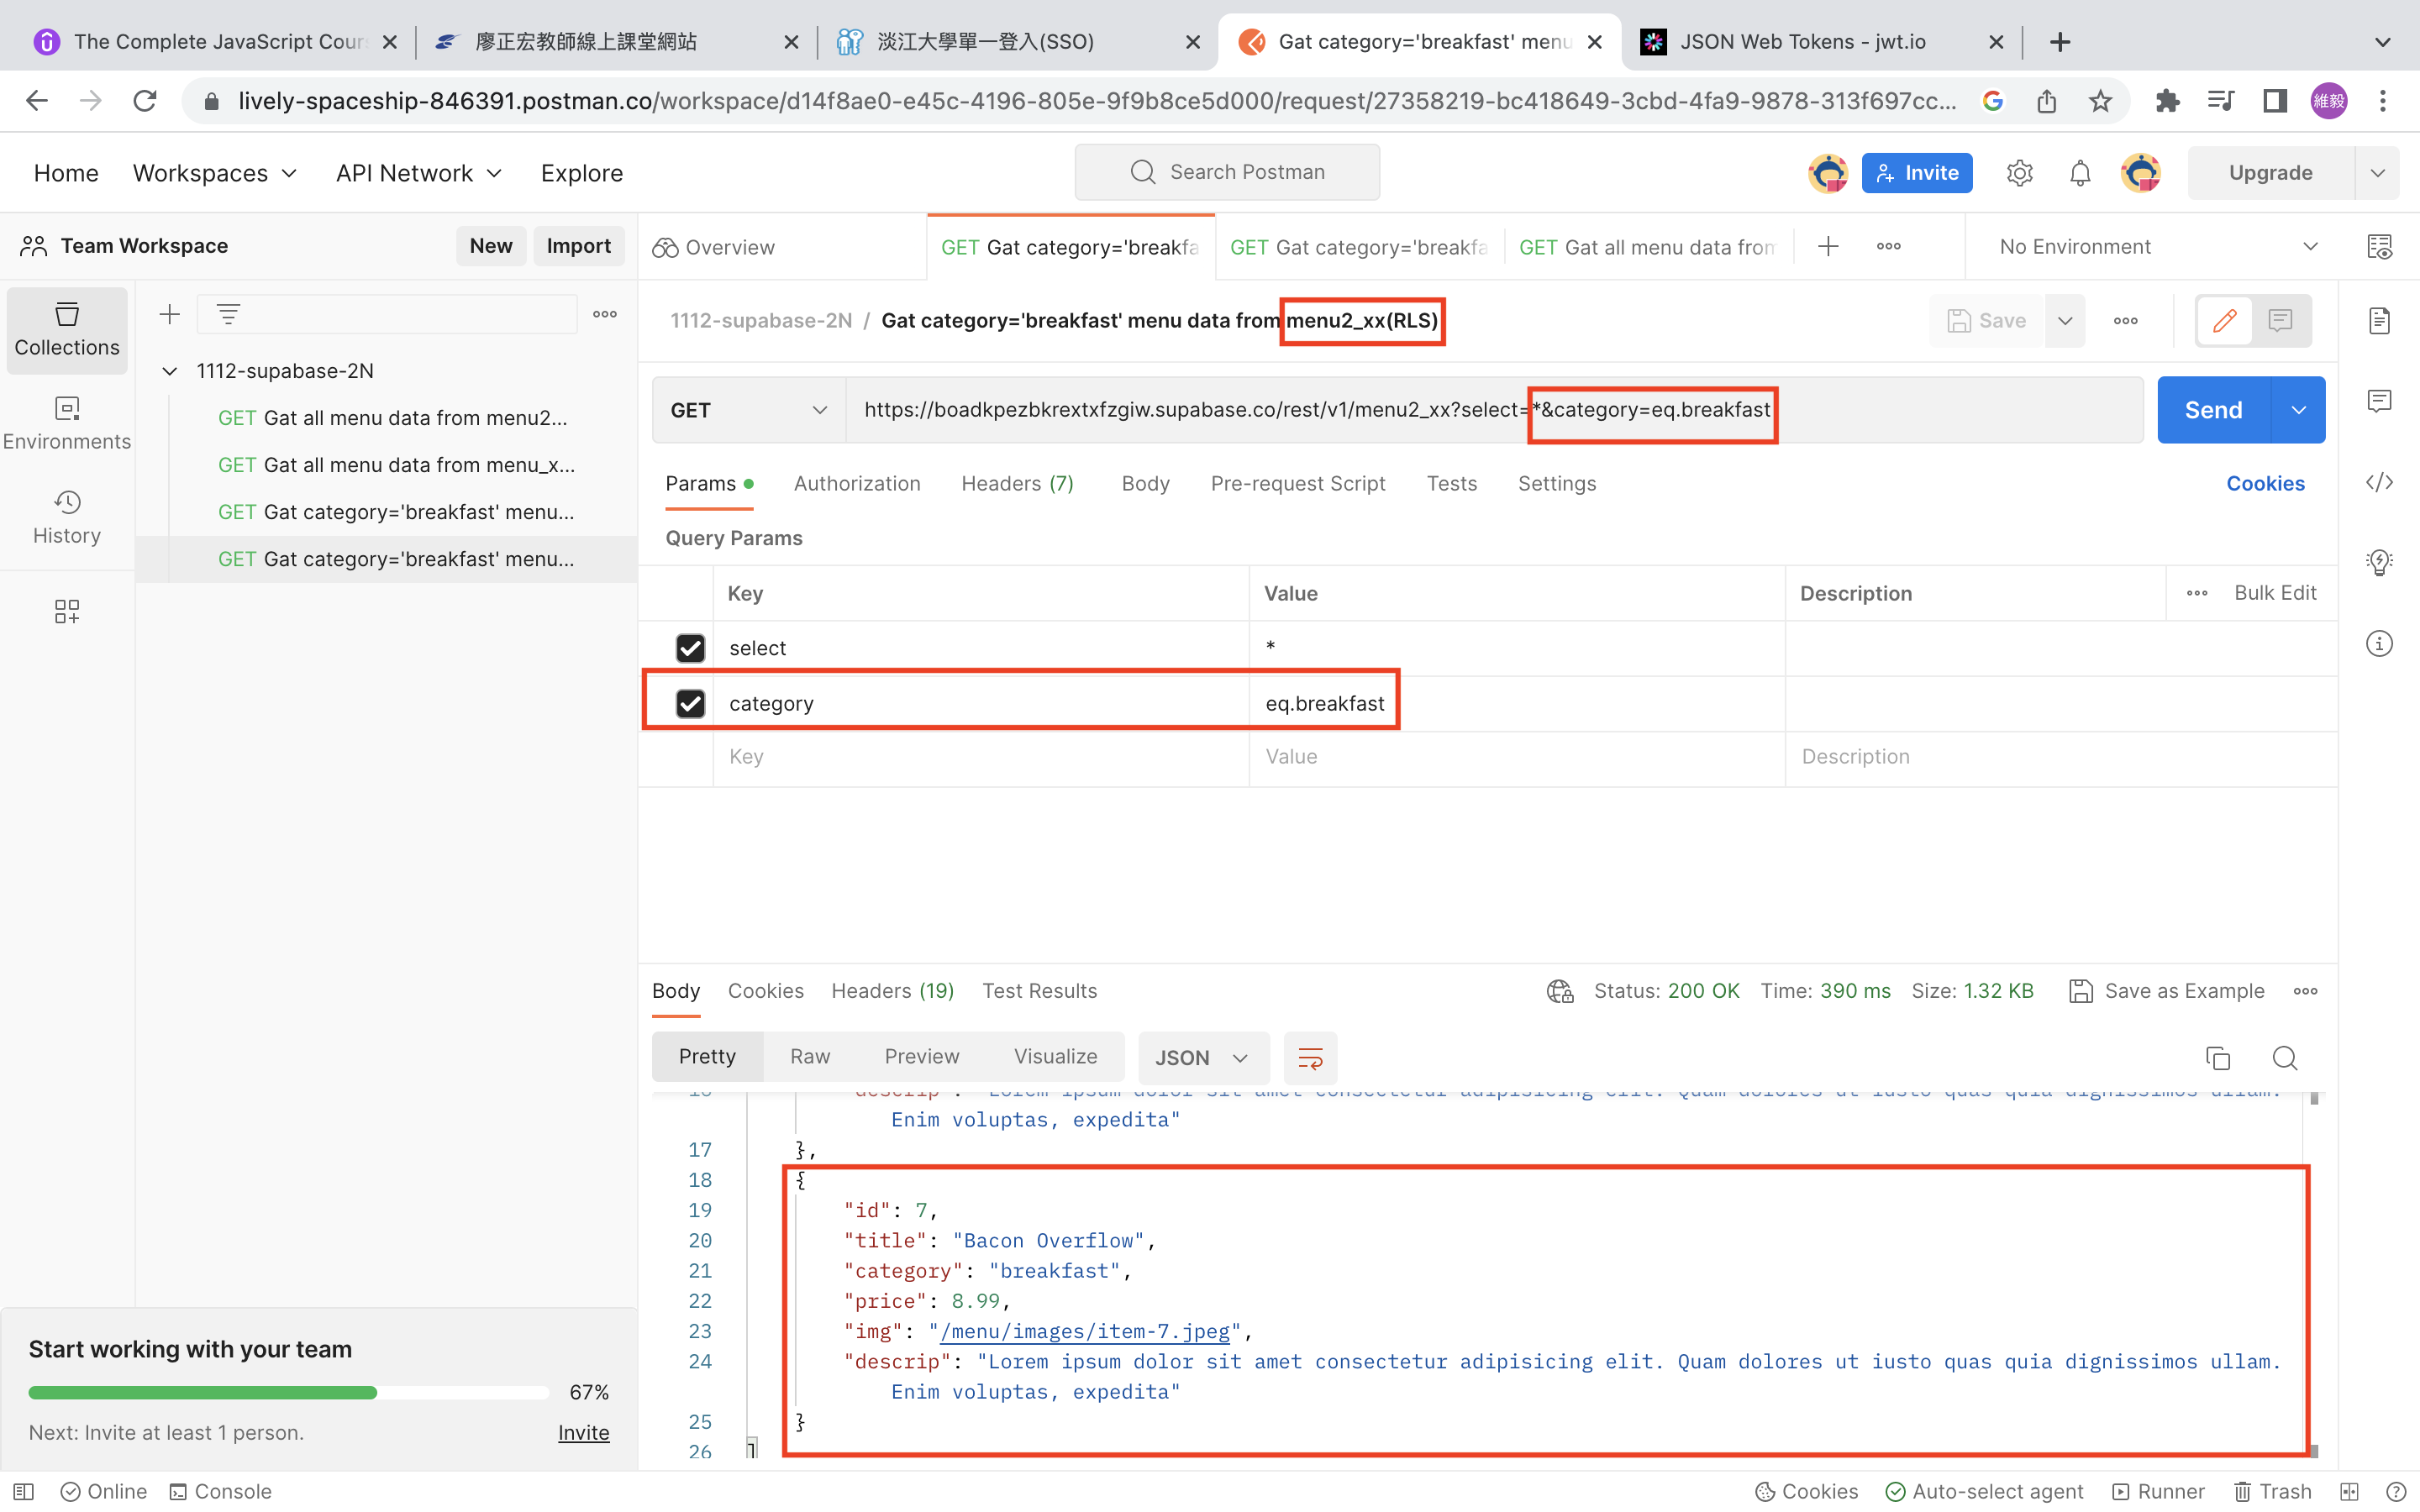 The Complete JavaScript Cour
廖正宏教師線上課堂網站
淡江大學單一登入(SSO)
Gat category='breakfast' menu
JSON Web Tokens - jwt.io
lively-spaceship-846391.postman.co/workspace/d14f8ae0-e45c-4196-805e-9f9b8ce5d000/request/27358219-bc418649-3cbd-4fa9-9878-313f697cc...
維毅
Home
Workspaces
API Network
Explore
Search Postman
Invite
Upgrade
Team Workspace
New
Import
Overview
GET Gat category='breakfa
GET Gat category='breakfa
GET Gat all menu data from
No Environment
Collections
Environments
History
1112-supabase-2N
GET Gat all menu data from menu2...
GET Gat all menu data from menu_x...
GET Gat category='breakfast' menu...
GET Gat category='breakfast' menu...
1112-supabase-2N / Gat category='breakfast' menu data from menu2_xx(RLS)
Save
GET
https://boadkpezbkrextxfzgiw.supabase.co/rest/v1/menu2_xx?select=*&category=eq.breakfast
Send
Params
Authorization
Headers (7)
Body
Pre-request Script
Tests
Settings
Cookies
Query Params
Key
Value
Description
Bulk Edit
select
*
category
eq.breakfast
Key
Value
Description
Body
Cookies
Headers (19)
Test Results
Status: 200 OK
Time: 390 ms
Size: 1.32 KB
Save as Example
Pretty
Raw
Preview
Visualize
JSON
16 "descrip": "Lorem ipsum dolor sit amet consectetur adipisicing elit. Quam dolores ut iusto quas quia dignissimos ullam.
Enim voluptas, expedita"
17 },
18 {
19 "id": 7,
20 "title": "Bacon Overflow",
21 "category": "breakfast",
22 "price": 8.99,
23 "img": "/menu/images/item-7.jpeg",
24 "descrip": "Lorem ipsum dolor sit amet consectetur adipisicing elit. Quam dolores ut iusto quas quia dignissimos ullam.
Enim voluptas, expedita"
25 }
26 ]
Start working with your team
67%
Next: Invite at least 1 person.
Invite
Online
Console
Cookies
Auto-select agent
Runner
Trash